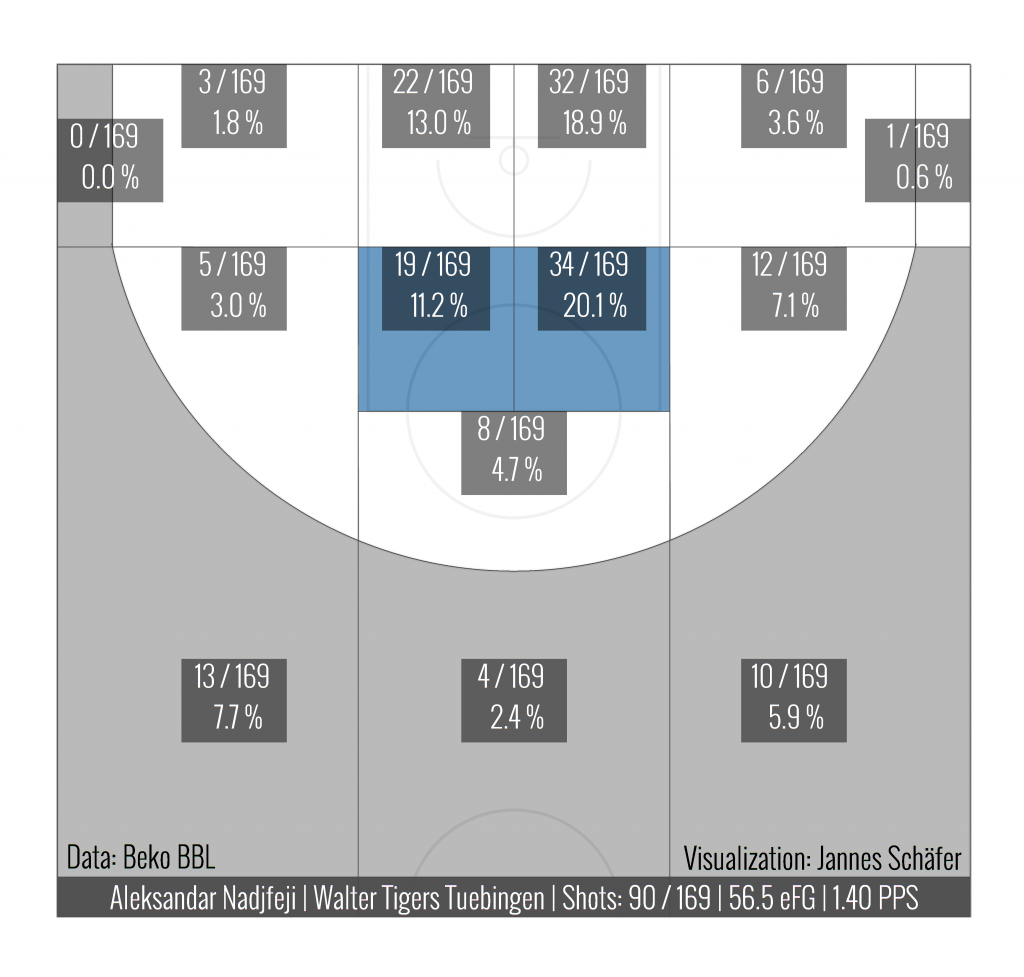 3 / 169
1.8 %
22 / 169
13.0 %
32 / 169
18.9 %
6 / 169
3.6 %
0 / 169
0.0 %
1 / 169
0.6 %
5 / 169
3.0 %
19 / 169
11.2 %
34 / 169
20.1 %
12 / 169
7.1 %
8 / 169
4.7 %
13 / 169
7.7 %
4 / 169
2.4 %
10 / 169
5.9 %
Data: Beko BBL
Visualization: Jannes Schäfer
Aleksandar Nadjfeji | Walter Tigers Tuebingen | Shots: 90 / 169 | 56.5 eFG | 1.40 PPS